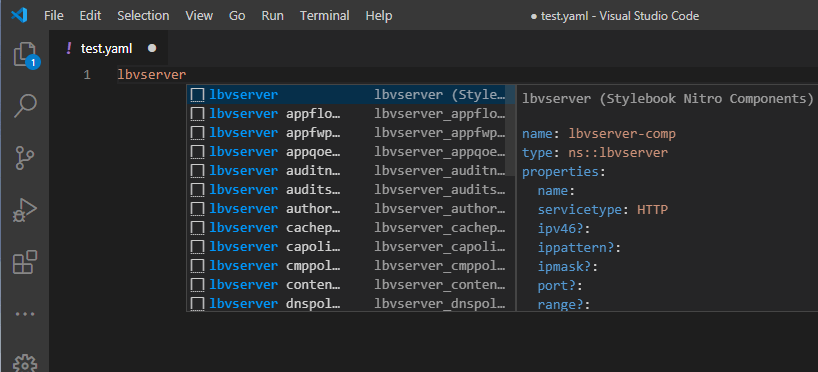 File Edit Selection View Go Run Terminal Help ● test.yaml - Visual Studio Code
! test.yaml ●
1
1 lbvserver
lbvserver lbvserver (Style…
lbvserver appflo… lbvserver_appflo…
lbvserver appfwp… lbvserver_appfwp…
lbvserver appqoe… lbvserver_appqoe…
lbvserver auditn… lbvserver_auditn…
lbvserver audits… lbvserver_audits…
lbvserver author… lbvserver_author…
lbvserver cachep… lbvserver_cachep…
lbvserver capoli… lbvserver_capoli…
lbvserver cmppol… lbvserver_cmppol…
lbvserver conten… lbvserver_conten…
lbvserver dnspol… lbvserver_dnspol…
lbvserver (Stylebook Nitro Components)
name: lbvserver-comp
type: ns::lbvserver
properties:
name:
servicetype: HTTP
ipv46?:
ippattern?:
ipmask?:
port?:
range?: